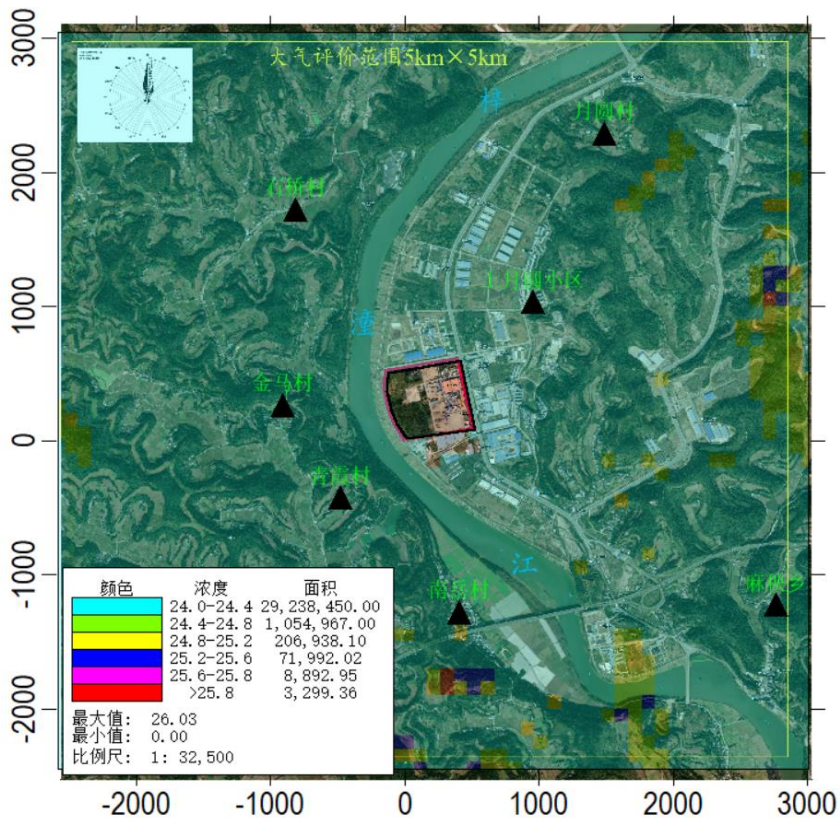 3000
2000
1000
0
-1000
-2000
大气评价范围5km×5km
梓
月圆村
石桥村
上月圆小区
潼
金马村
青霞村
江
南岳村
麻秧乡
颜色 浓度 面积
24.0-24.4 29,238,450.00
24.4-24.8 1,054,967.00
24.8-25.2 206,938.10
25.2-25.6 71,992.02
25.6-25.8 8,892.95
>25.8 3,299.36
最大值: 26.03
最小值: 0.00
比例尺: 1: 32,500
-2000 -1000 0 1000 2000 3000